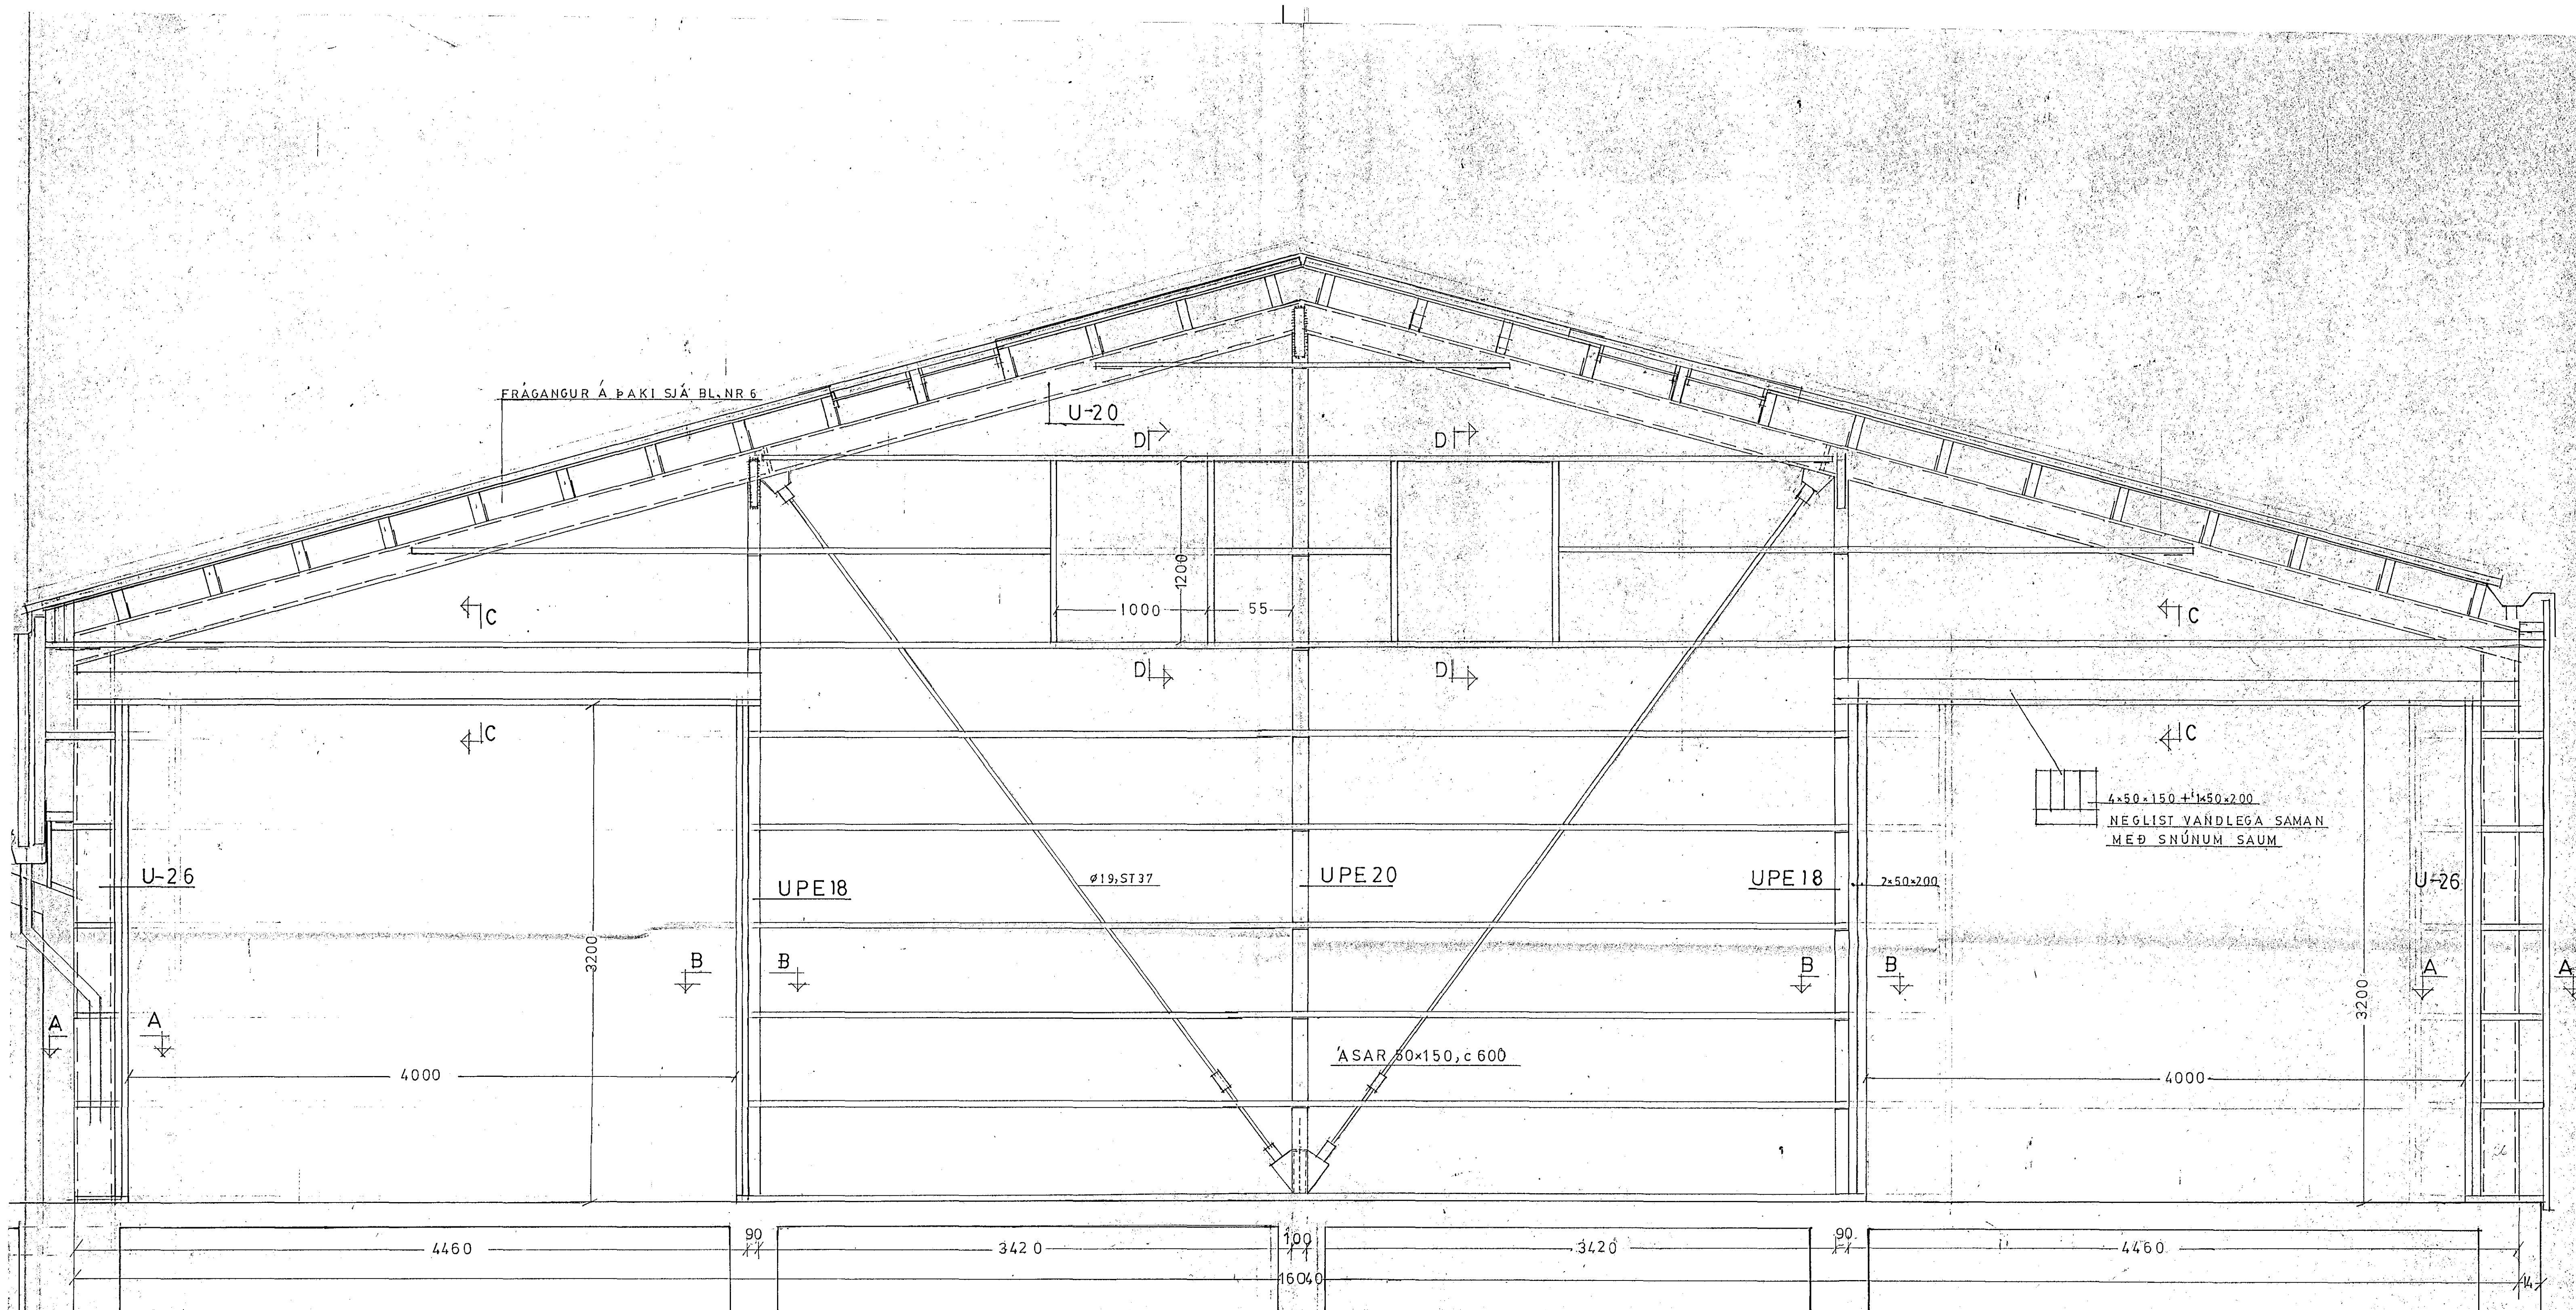 FRÁGANGUR Á ÞAKI SJÁ BL. NR 6
U-20
D
D
1200
1000
55
C
C
D
D
C
C
4×50×150 + 1×50×200
NEGLIST VANDLEGA SAMAN
MEÐ SNÚNUM SAUM
U-26
UPE18
ø19, ST37
UPE20
UPE18
2×50×200
U-26
3200
B
B
B
B
A
A
3200
A
A
ÁSAR 50×150, c 600
4000
4000
4460
90
3420
100
3420
90
4460
16040
14